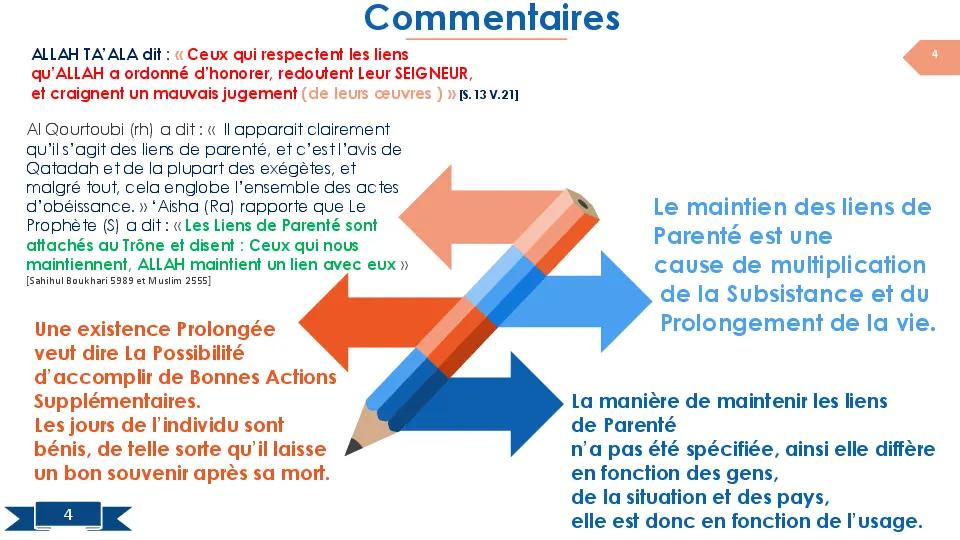 Commentaires
4
ALLAH TA’ALA dit : « Ceux qui respectent les liens
qu’ALLAH a ordonné d’honorer, redoutent Leur SEIGNEUR,
et craignent un mauvais jugement (de leurs œuvres ) » [S. 13 V.21]
Al Qourtoubi (rh) a dit : « Il apparait clairement
qu’il s’agit des liens de parenté, et c’est l’avis de
Qatadah et de la plupart des exégètes, et
malgré tout, cela englobe l’ensemble des actes
d’obéissance. » ‘Aisha (Ra) rapporte que Le
Prophète (S) a dit : « Les Liens de Parenté sont
attachés au Trône et disent : Ceux qui nous
maintiennent, ALLAH maintient un lien avec eux »
[Sahihul Boukhari 5989 et Muslim 2555]
Le maintien des liens de
Parenté est une
cause de multiplication
de la Subsistance et du
Prolongement de la vie.
Une existence Prolongée
veut dire La Possibilité
d’accomplir de Bonnes Actions
Supplémentaires.
Les jours de l’individu sont
bénis, de telle sorte qu’il laisse
un bon souvenir après sa mort.
La manière de maintenir les liens
de Parenté
n’a pas été spécifiée, ainsi elle diffère
en fonction des gens,
de la situation et des pays,
elle est donc en fonction de l’usage.
4